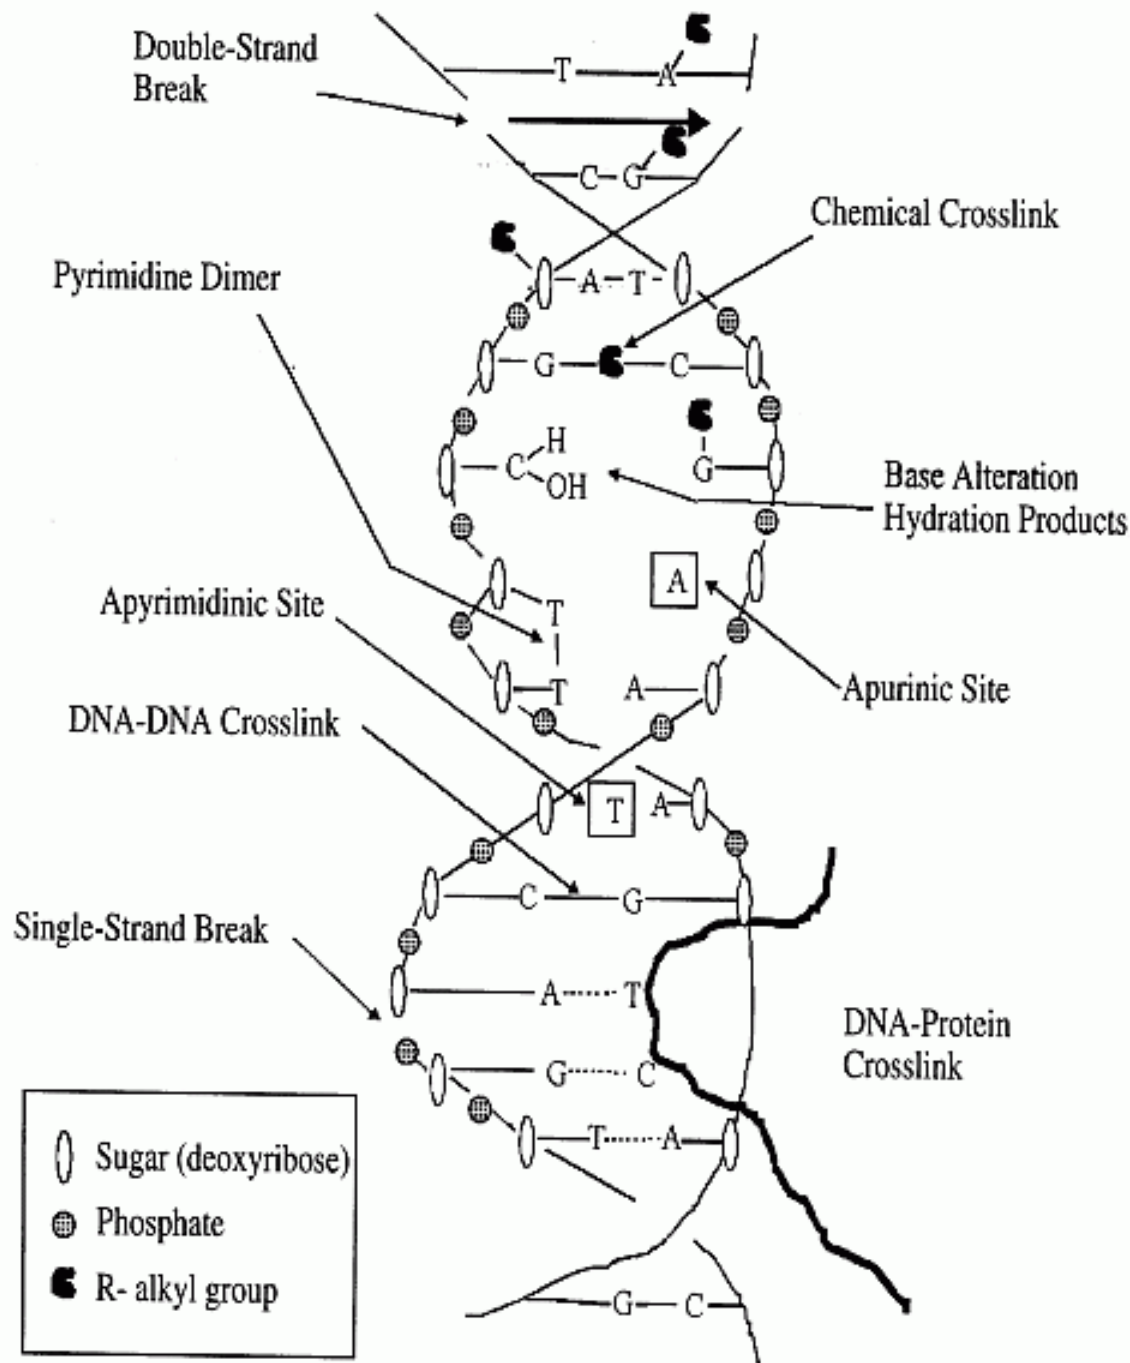 Double-Strand
Break
T A
C G
Chemical Crosslink
Pyrimidine Dimer
A T
G C
H
C
OH
G
Base Alteration
Hydration Products
A
Apyrimidinic Site
T
T A
Apurinic Site
DNA-DNA Crosslink
T A
C G
Single-Strand Break
A T
DNA-Protein
Crosslink
G C
T A
Sugar (deoxyribose)
Phosphate
R- alkyl group
G C